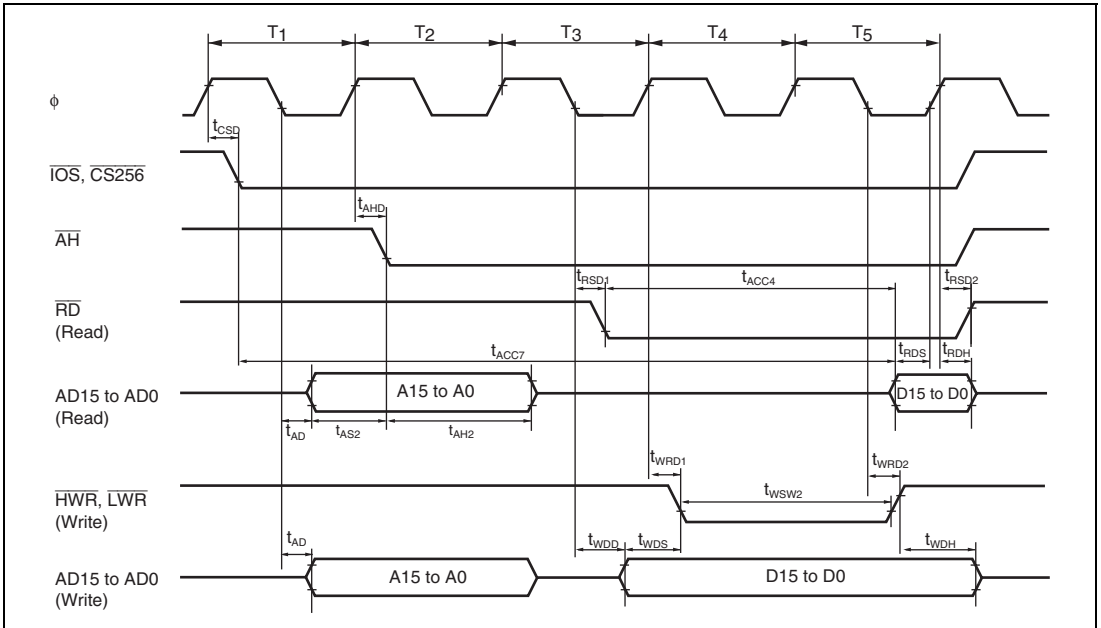 T1 T2 T3 T4 T5
φ
tCSD
IOS, CS256
tAHD
AH
tRSD1 tACC4 tRSD2
RD
(Read)
tACC7 tRDS tRDH
AD15 to AD0
(Read)
A15 to A0 D15 to D0
tAD tAS2 tAH2
tWRD1 tWRD2
HWR, LWR
(Write)
tWSW2
tAD tWDD tWDS tWDH
AD15 to AD0
(Write)
A15 to A0 D15 to D0